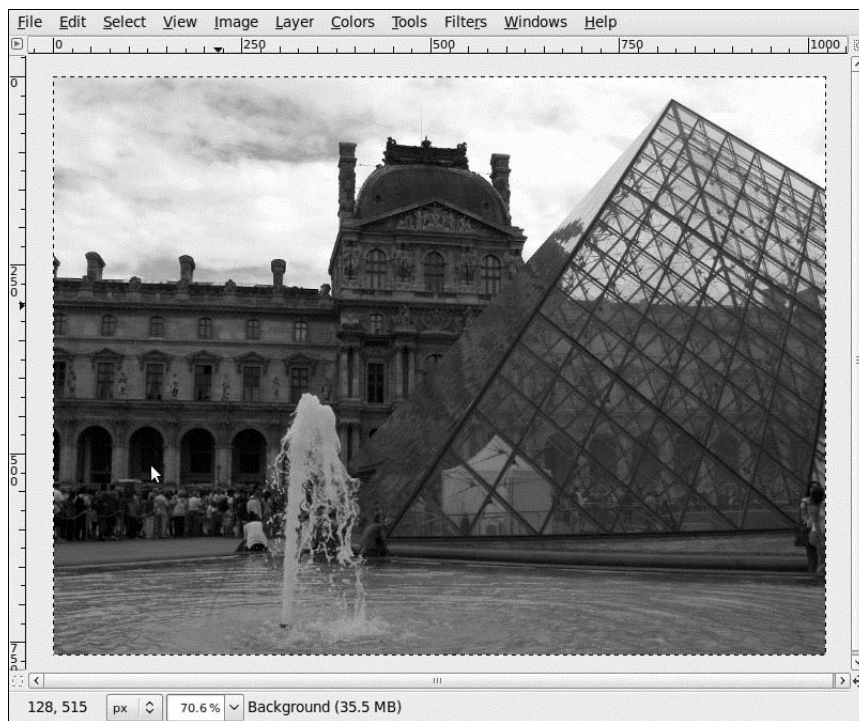 File Edit Select View Image Layer Colors Tools Filters Windows Help
0 250 500 750 1000
0
250
500
750
128, 515 px 70.6% Background (35.5 MB)